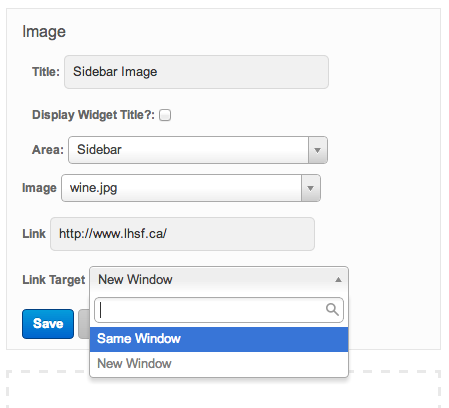 Image
Title: Sidebar Image
Display Widget Title?:
Area: Sidebar
Image wine.jpg
Link http://www.lhsf.ca/
Link Target New Window
Save
Same Window
New Window